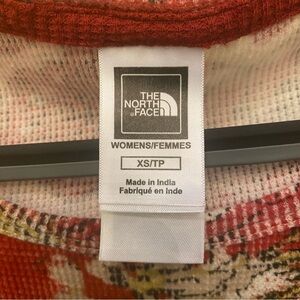 THE
NORTH
FACE
WOMENS/FEMMES
XS/TP
Made in India
Fabriqué en Inde